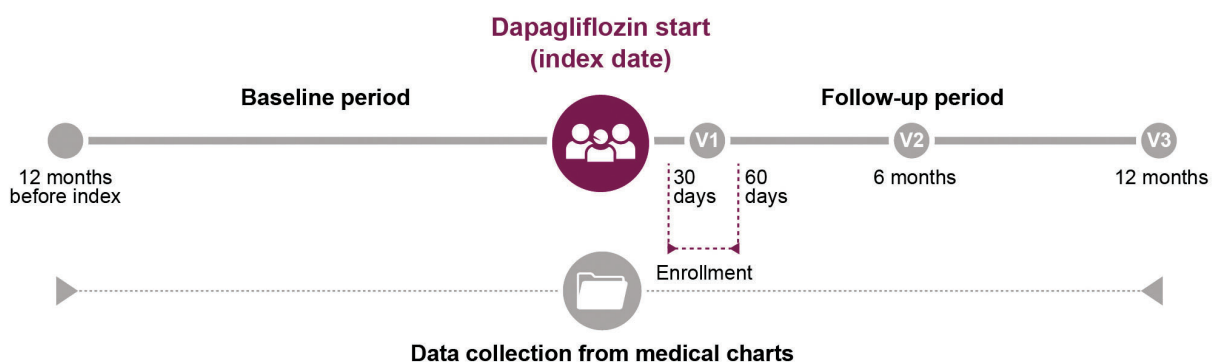 Dapagliflozin start
(index date)
Baseline period
Follow-up period
V1
V2
V3
12 months
before index
30
days
60
days
6 months
12 months
Enrollment
Data collection from medical charts